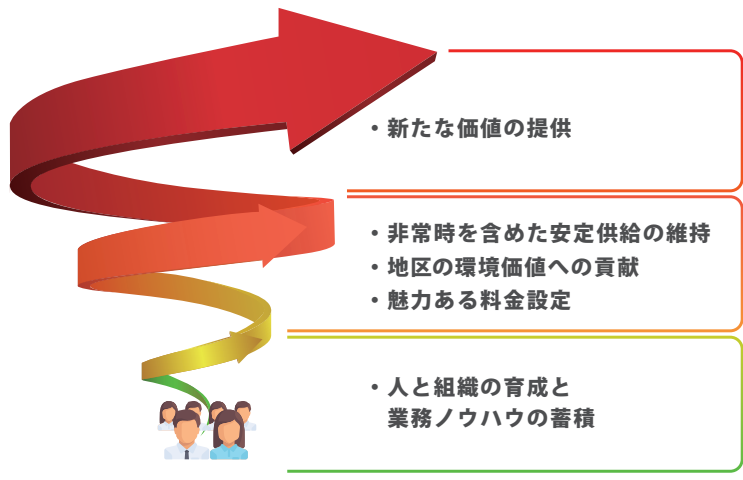 ・新たな価値の提供
・非常時を含めた安定供給の維持
・地区の環境価値への貢献
・魅力ある料金設定
・人と組織の育成と
業務ノウハウの蓄積